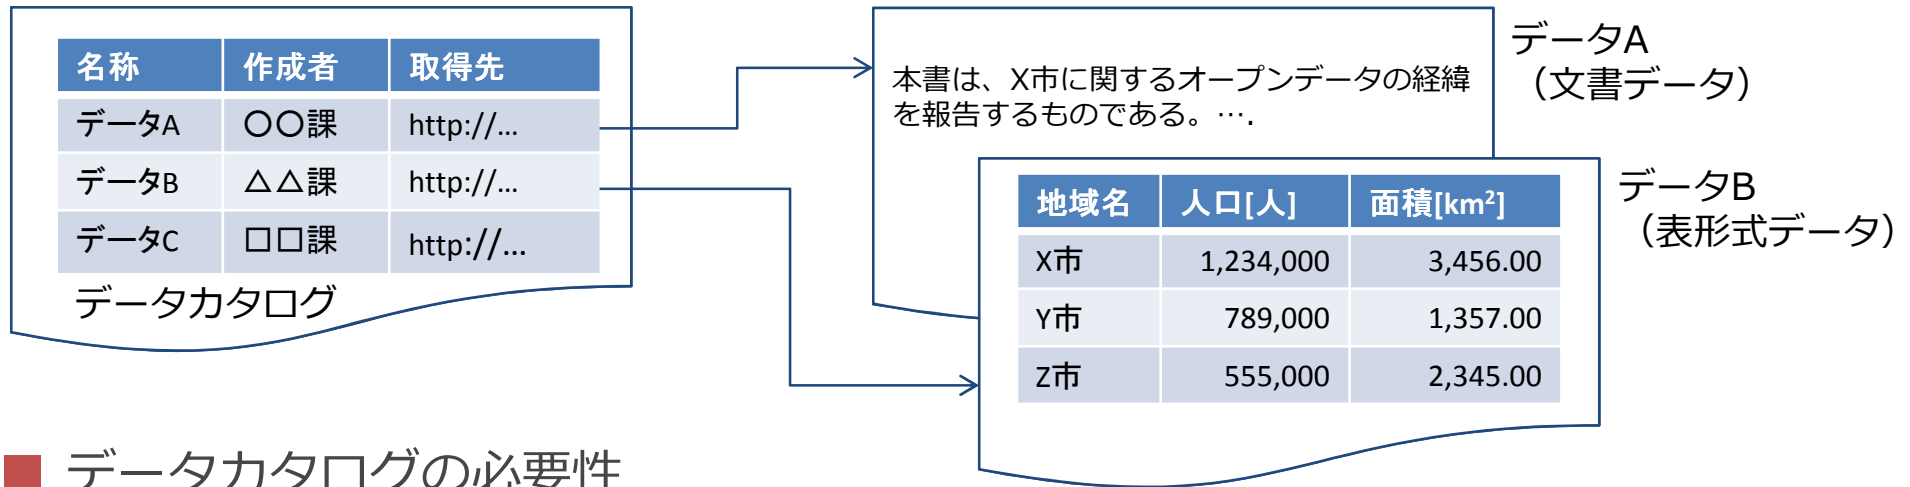 名称 作成者 取得先
データA 〇〇課 http://...
データB △△課 http://...
データC □□課 http://...
データカタログ
本書は、X市に関するオープンデータの経緯
を報告するものである。….
データA
（文書データ）
地域名 人口[人] 面積[km²]
X市 1,234,000 3,456.00
Y市 789,000 1,357.00
Z市 555,000 2,345.00
データB
（表形式データ）
データカタログの必要性